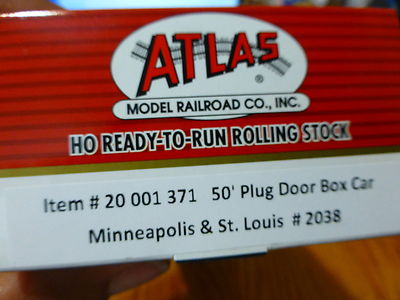 ATLAS
®
MODEL RAILROAD CO., INC.
HO READY-TO-RUN ROLLING STOCK
Item # 20 001 371 50' Plug Door Box Car
Minneapolis & St. Louis # 2038